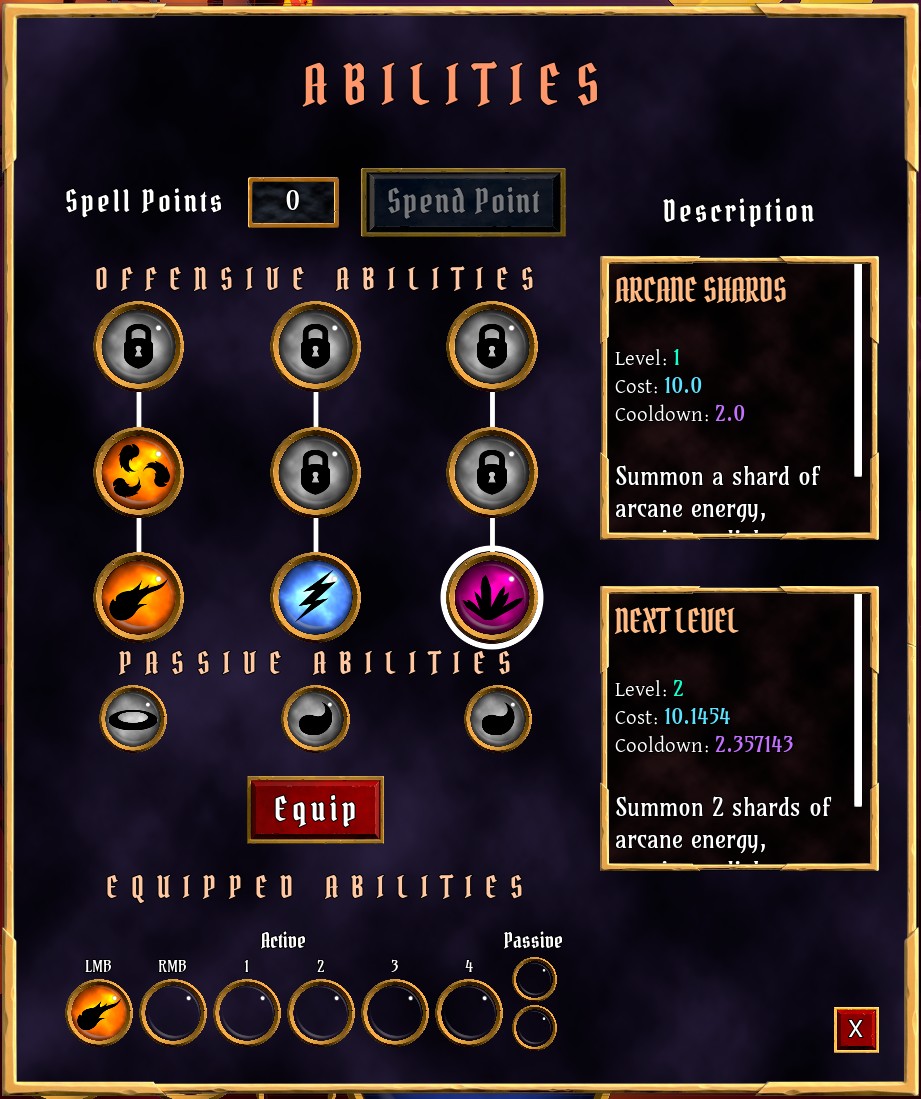 ABILITIES
Spell Points 0 Spend Point
Description
OFFENSIVE ABILITIES
ARCANE SHARDS
Level: 1
Cost: 10.0
Cooldown: 2.0
Summon a shard of
arcane energy,
NEXT LEVEL
Level: 2
Cost: 10.1454
Cooldown: 2.357143
Summon 2 shards of
arcane energy,
PASSIVE ABILITIES
Equip
EQUIPPED ABILITIES
Active Passive
LMB RMB 1 2 3 4
X